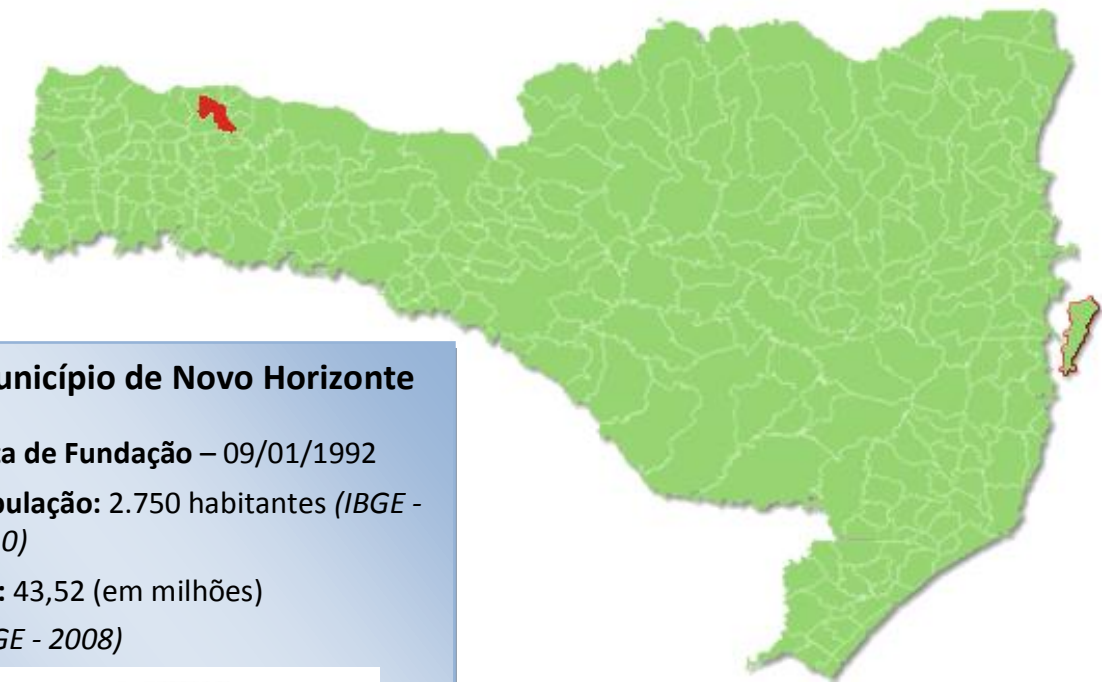 unicípio de Novo Horizonte
a de Fundação – 09/01/1992
pulação: 2.750 habitantes (IBGE -
0)
: 43,52 (em milhões)
GE - 2008)